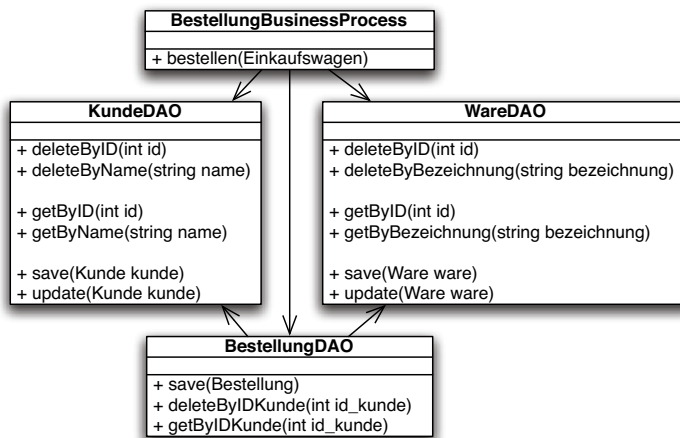 BestellungBusinessProcess
+ bestellen(Einkaufswagen)
KundeDAO
+ deleteByID(int id)
+ deleteByName(string name)
+ getByID(int id)
+ getByName(string name)
+ save(Kunde kunde)
+ update(Kunde kunde)
WareDAO
+ deleteByID(int id)
+ deleteByBezeichnung(string bezeichnung)
+ getByID(int id)
+ getByBezeichnung(string bezeichnung)
+ save(Ware ware)
+ update(Ware ware)
BestellungDAO
+ save(Bestellung)
+ deleteByIDKunde(int id_kunde)
+ getByIDKunde(int id_kunde)